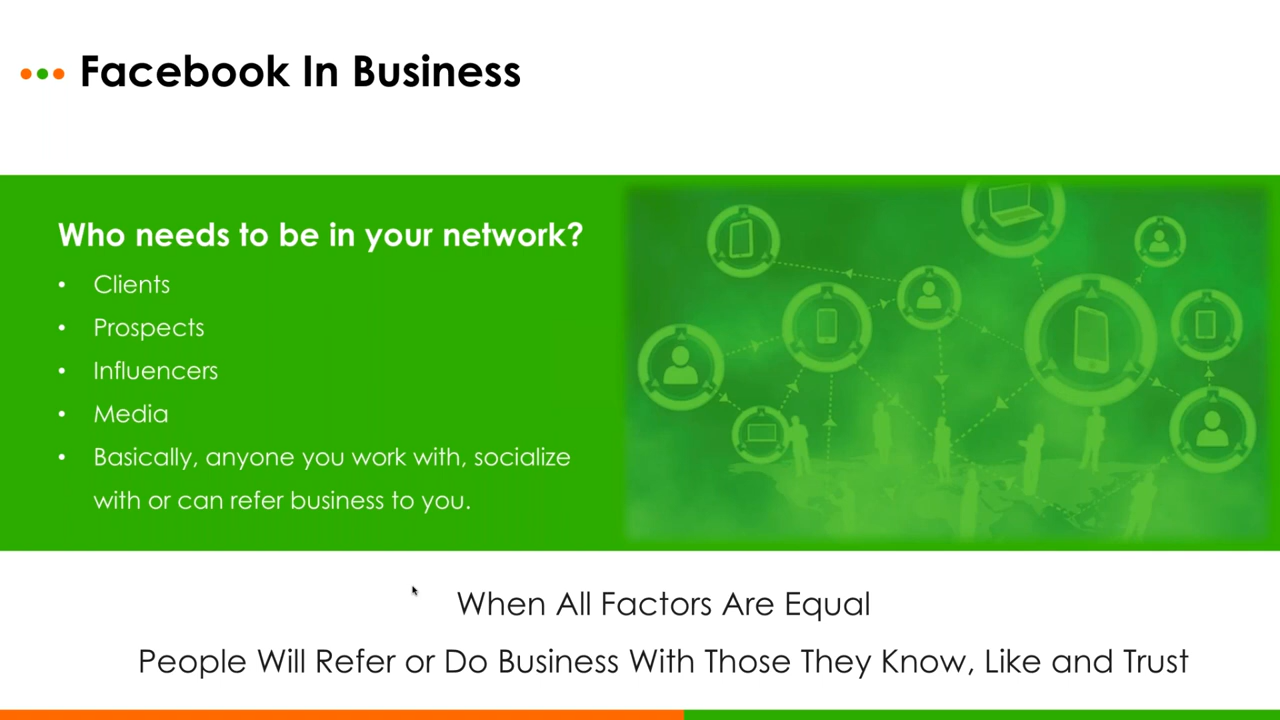 Facebook In Business
Who needs to be in your network?
• Clients
• Prospects
• Influencers
• Media
• Basically, anyone you work with, socialize
with or can refer business to you.
When All Factors Are Equal
People Will Refer or Do Business With Those They Know, Like and Trust